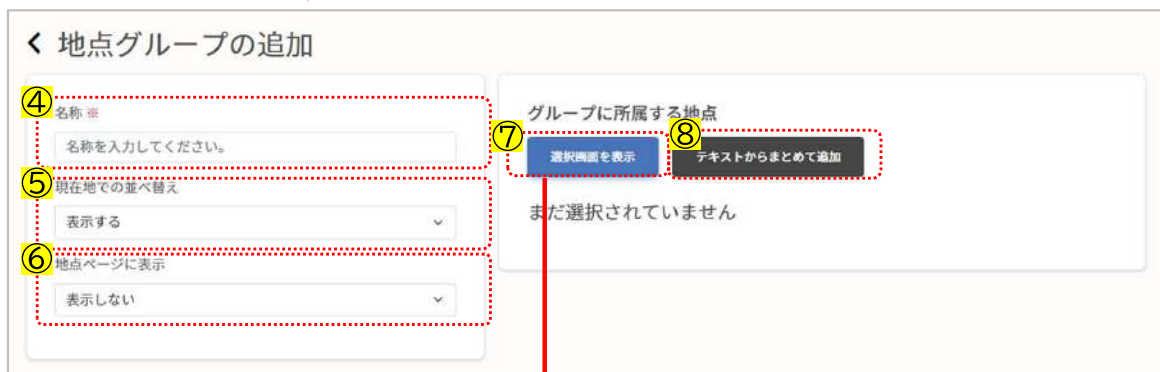 地点グループの追加
④
名称 ※
名称を入力してください。
⑤
現在地での並べ替え
表示する
⑥
地点ページに表示
表示しない
グループに所属する地点
⑦
選択画面を表示
⑧
テキストからまとめて追加
まだ選択されていません